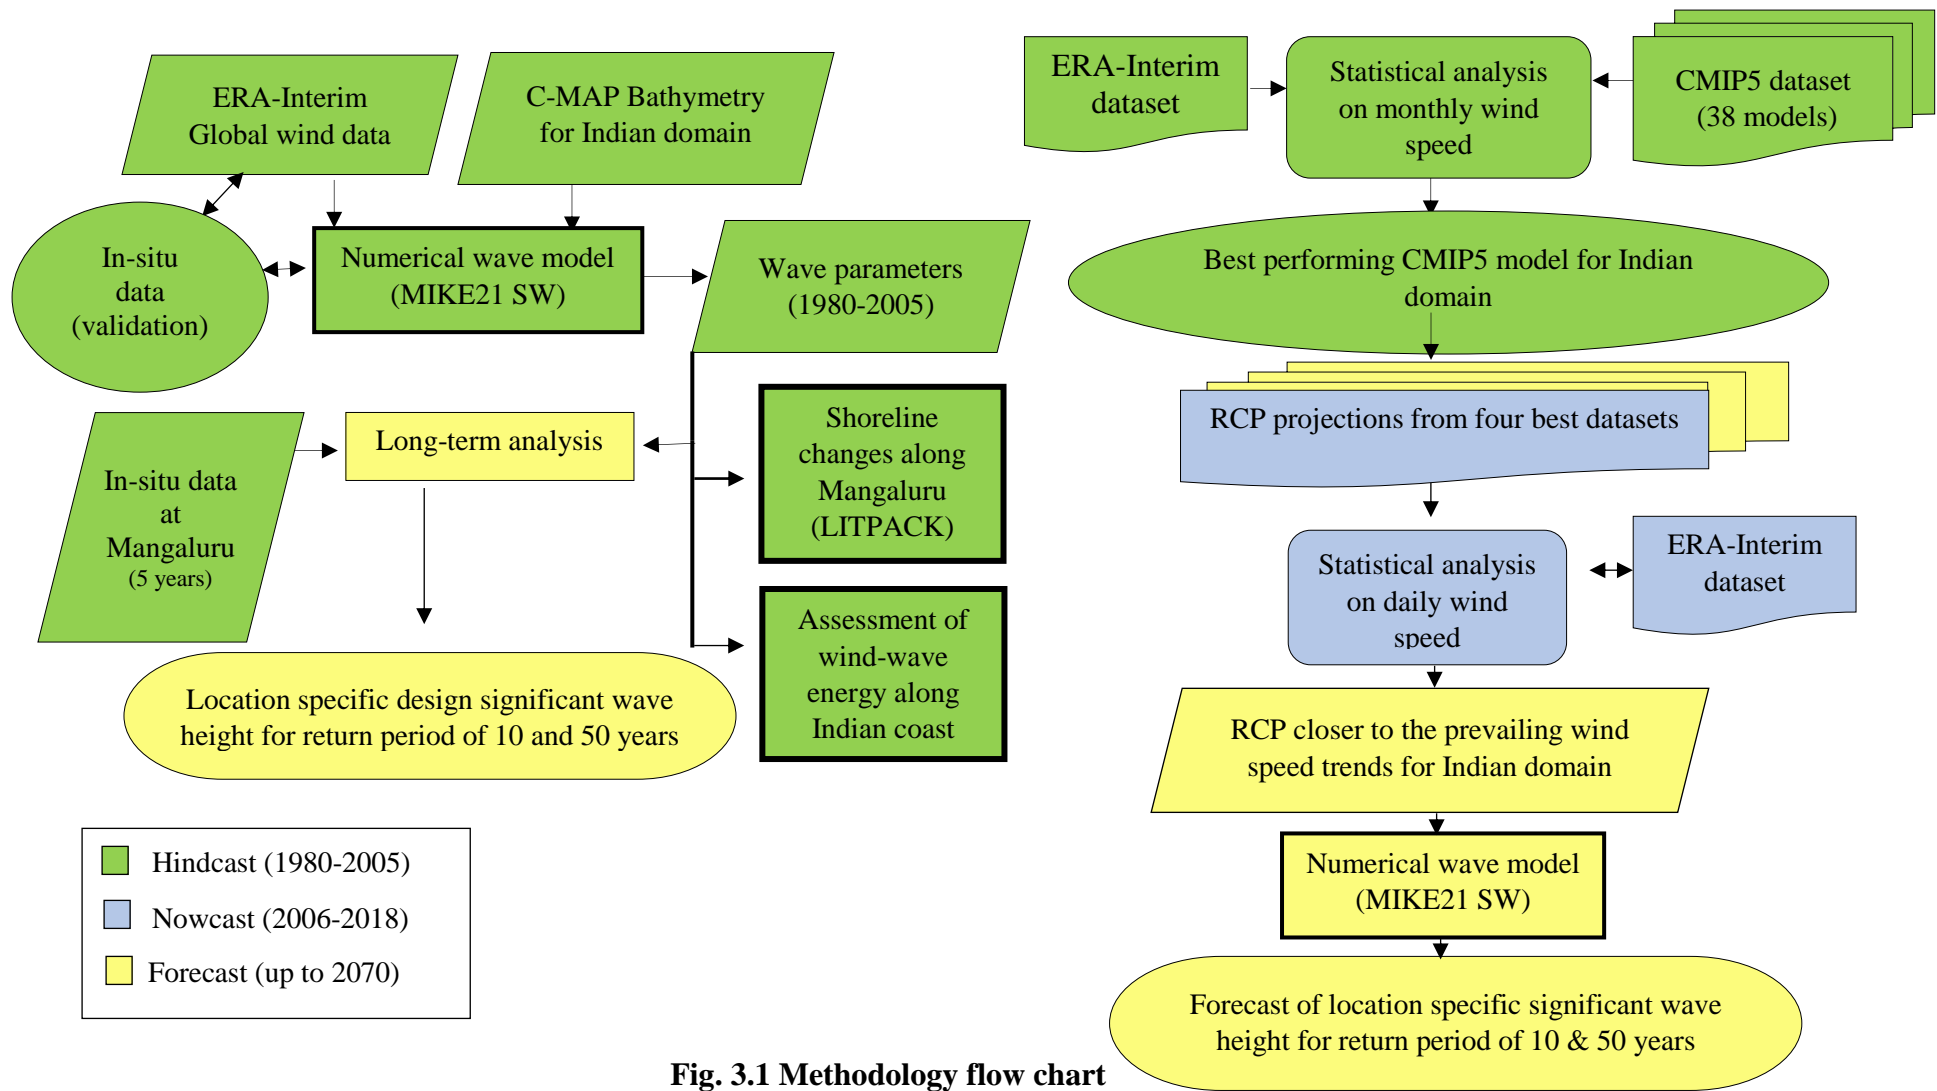 ERA-Interim
Global wind data
C-MAP Bathymetry
for Indian domain
In-situ
data
(validation)
Numerical wave model
(MIKE21 SW)
Wave parameters
(1980-2005)
In-situ data
at
Mangaluru
(5 years)
Long-term analysis
Shoreline
changes along
Mangaluru
(LITPACK)
Assessment of
wind-wave
energy along
Indian coast
Location specific design significant wave
height for return period of 10 and 50 years
Hindcast (1980-2005)
Nowcast (2006-2018)
Forecast (up to 2070)
ERA-Interim
dataset
Statistical analysis
on monthly wind
speed
CMIP5 dataset
(38 models)
Best performing CMIP5 model for Indian
domain
RCP projections from four best datasets
Statistical analysis
on daily wind
speed
ERA-Interim
dataset
RCP closer to the prevailing wind
speed trends for Indian domain
Numerical wave model
(MIKE21 SW)
Forecast of location specific significant wave
height for return period of 10 & 50 years
Fig. 3.1 Methodology flow chart